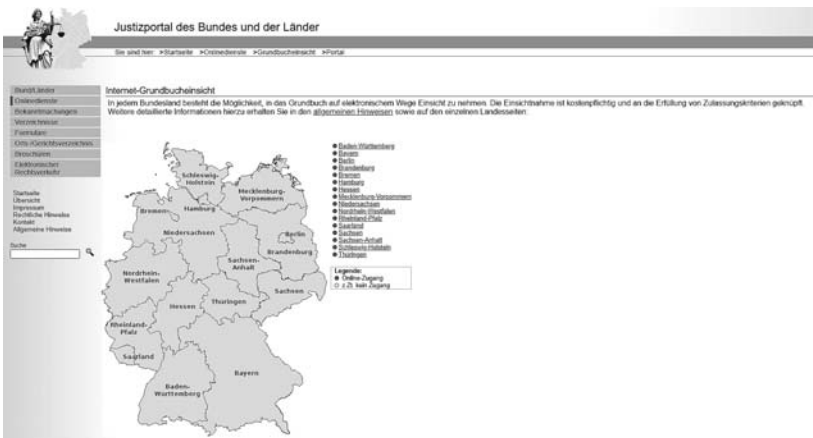 Justizportal des Bundes und der Länder
Sie sind hier: >Startseite >Onlinedienste >Grundbucheinsicht >Portal
Bund/Länder
Onlinedienste
Bekanntmachungen
Verzeichnisse
Formulare
Orts-/Gerichtsverzeichnis
Broschüren
Elektronischer
Rechtsverkehr
Startseite
Übersicht
Impressum
Rechtliche Hinweise
Kontakt
Allgemeine Hinweise
Suche
Internet-Grundbucheinsicht
In jedem Bundesland besteht die Möglichkeit, in das Grundbuch auf elektronischem Wege Einsicht zu nehmen. Die Einsichtnahme ist kostenpflichtig und an die Erfüllung von Zulassungskriterien geknüpft.
Weitere detaillierte Informationen hierzu erhalten Sie in den allgemeinen Hinweisen sowie auf den einzelnen Landesseiten.
Schleswig-
Holstein
Mecklenburg-
Vorpommern
Hamburg
Bremen
Niedersachsen
Berlin
Brandenburg
Sachsen-
Anhalt
Nordrhein-
Westfalen
Sachsen
Thüringen
Hessen
Rheinland-
Pfalz
Saarland
Bayern
Baden-
Württemberg
Baden-Württemberg
Bayern
Berlin
Brandenburg
Bremen
Hamburg
Hessen
Mecklenburg-Vorpommern
Niedersachsen
Nordrhein-Westfalen
Rheinland-Pfalz
Saarland
Sachsen
Sachsen-Anhalt
Schleswig-Holstein
Thüringen
Legende:
Online-Zugang
z.Zt. kein Zugang